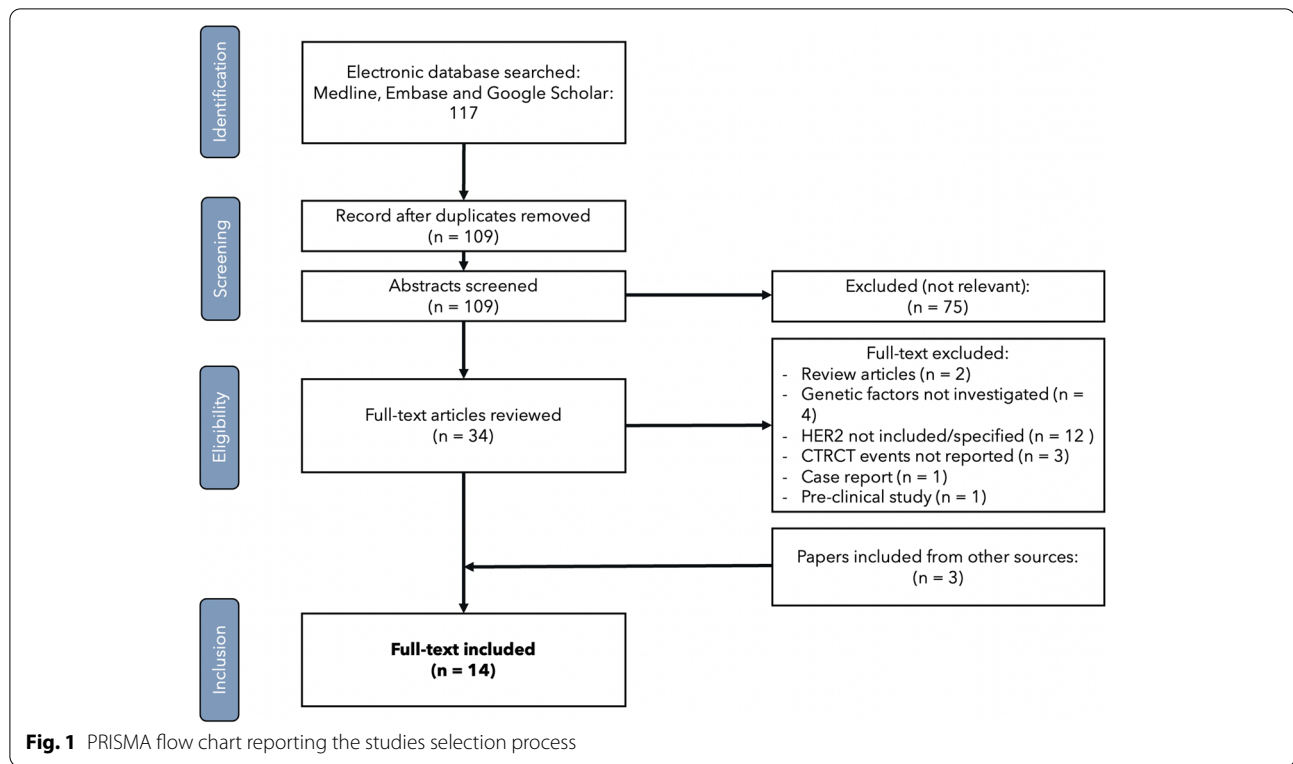 Identification
Electronic database searched:
Medline, Embase and Google Scholar:
117
Screening
Record after duplicates removed
(n = 109)
Abstracts screened
(n = 109)
Excluded (not relevant):
(n = 75)
Eligibility
Full-text articles reviewed
(n = 34)
Full-text excluded:
- Review articles (n = 2)
- Genetic factors not investigated (n =
4)
- HER2 not included/specified (n = 12 )
- CTRCT events not reported (n = 3)
- Case report (n = 1)
- Pre-clinical study (n = 1)
Papers included from other sources:
(n = 3)
Inclusion
Full-text included
(n = 14)
Fig. 1 PRISMA flow chart reporting the studies selection process